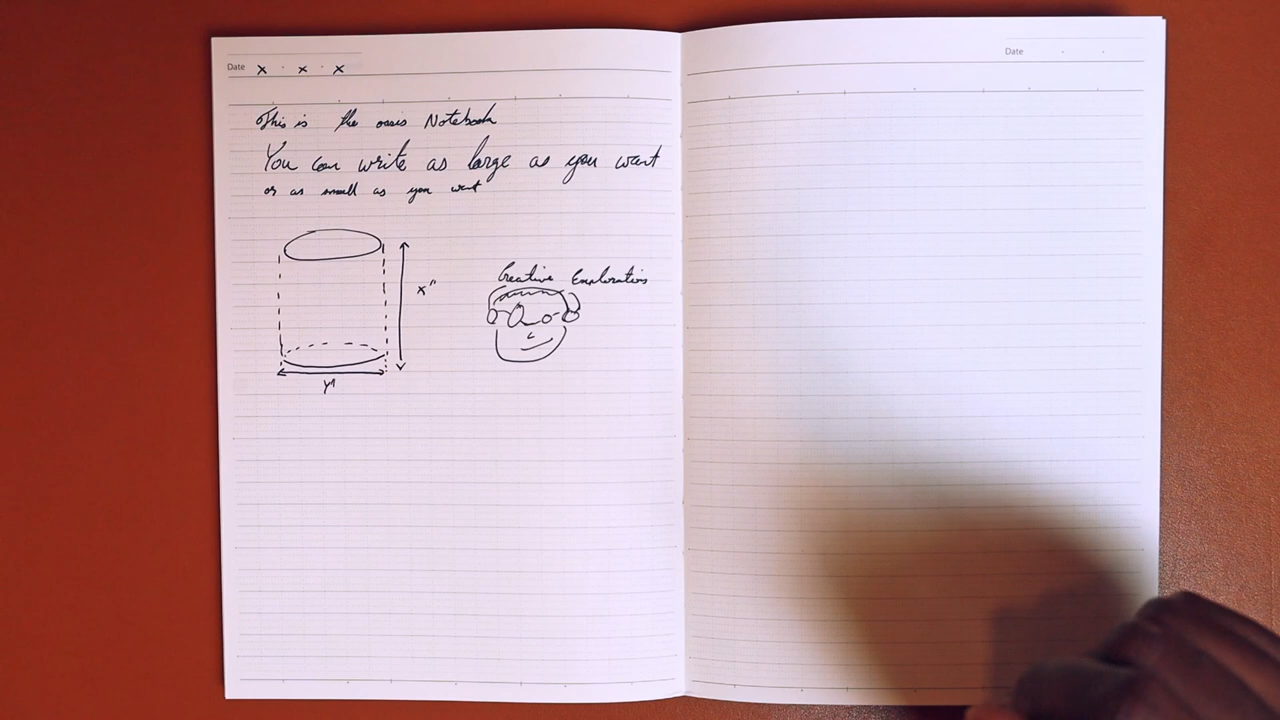 Date x · x · x
This is the oasis Notebook
You can write as large as you want
or as small as you want
x"
Y"
Creative Exploration
Date · ·